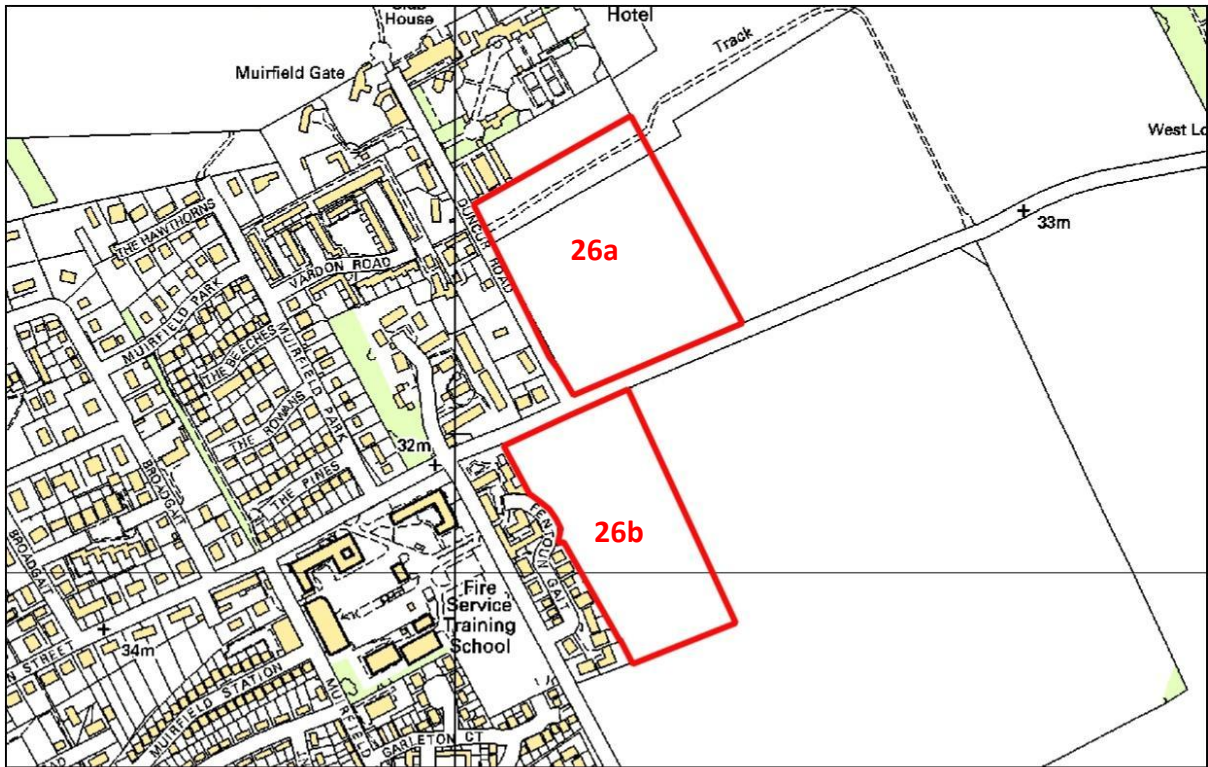 House
Hotel
Track
Muirfield Gate
West Lo
33m
THE HAWTHORNS
DUNCUR ROAD
26a
VARDON ROAD
MUIRFIELD PARK
THE BEECHES
MUIRFIELD PARK
THE ROWANS
32m
THE PINES
BROADGAIT
BROADGAIT
FENTOUN GAIT
26b
Fire
Service
Training
School
34m
N STREET
MUIRFIELD STATION
MUIRFIELD
GARLETON CT